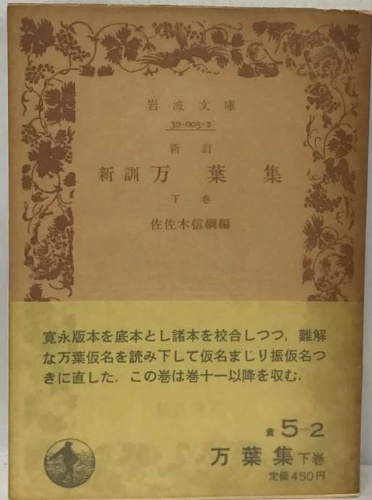 岩波文庫
30-005-2
新訂
新訓 万葉集
下巻
佐佐木信綱編
寛永版本を底本とし諸本を校合しつつ，難解
な万葉仮名を読み下して仮名まじり振仮名つ
きに直した．この巻は巻十一以降を収む．
黄 5-2
万葉集 下巻
定価450円